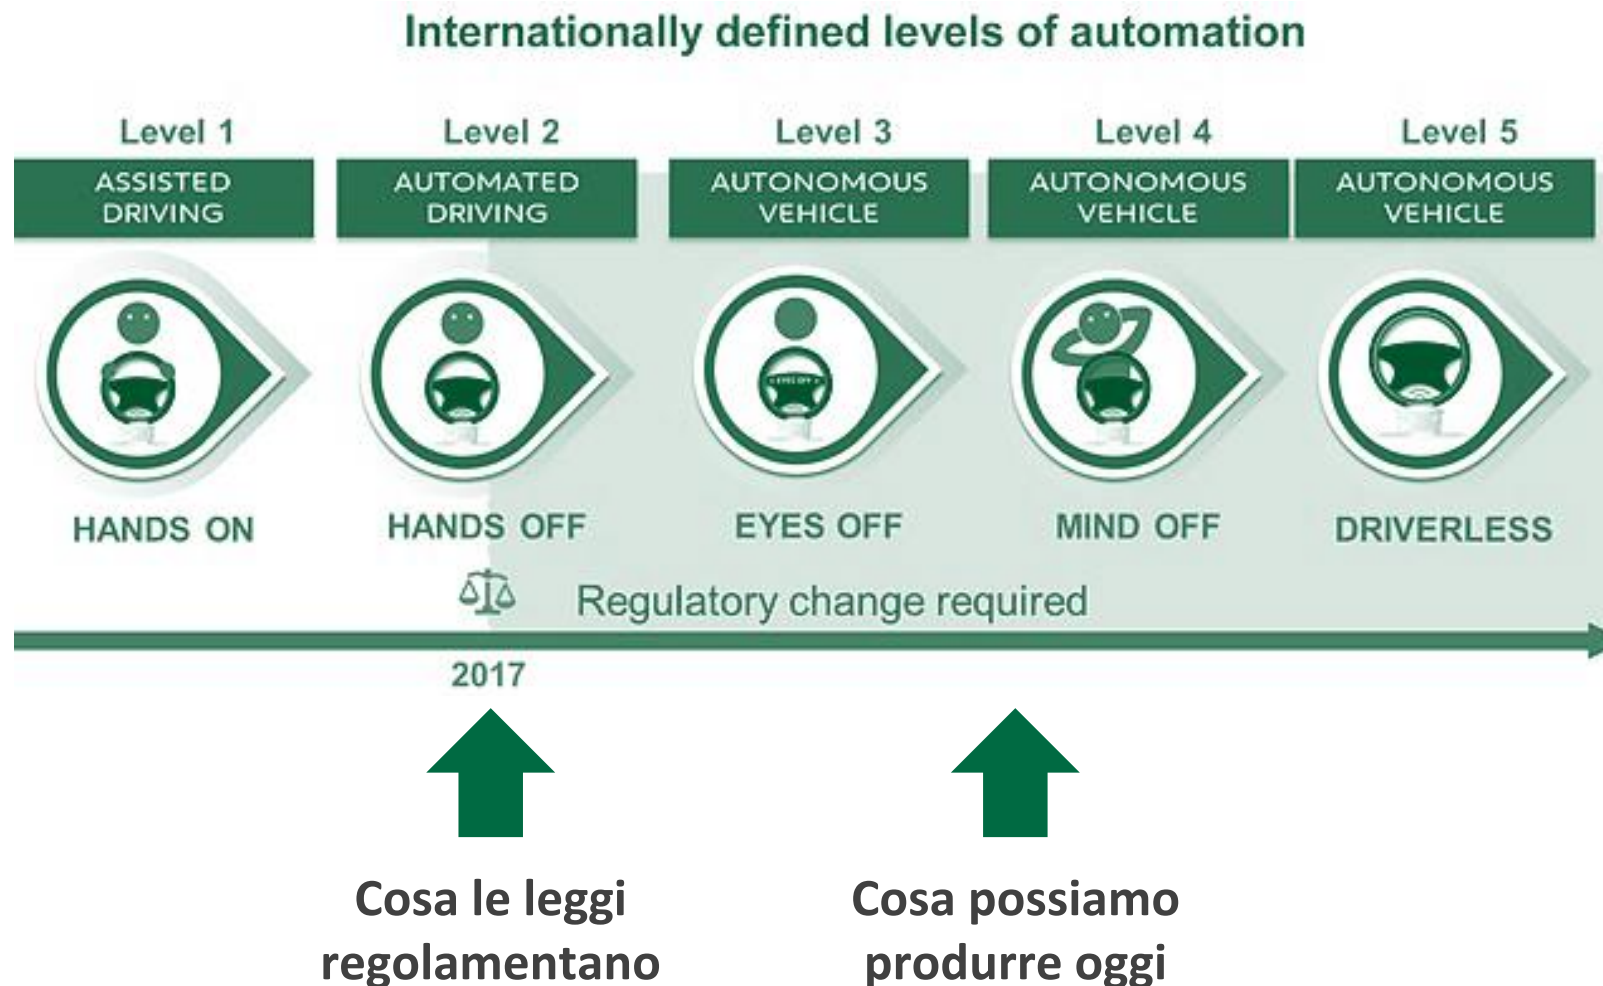 Internationally defined levels of automation
Level 1
Level 2
Level 3
Level 4
Level 5
ASSISTED
DRIVING
AUTOMATED
DRIVING
AUTONOMOUS
VEHICLE
AUTONOMOUS
VEHICLE
AUTONOMOUS
VEHICLE
EYES OFF
HANDS ON
HANDS OFF
EYES OFF
MIND OFF
DRIVERLESS
Regulatory change required
2017
Cosa le leggi
regolamentano
Cosa possiamo
produrre oggi